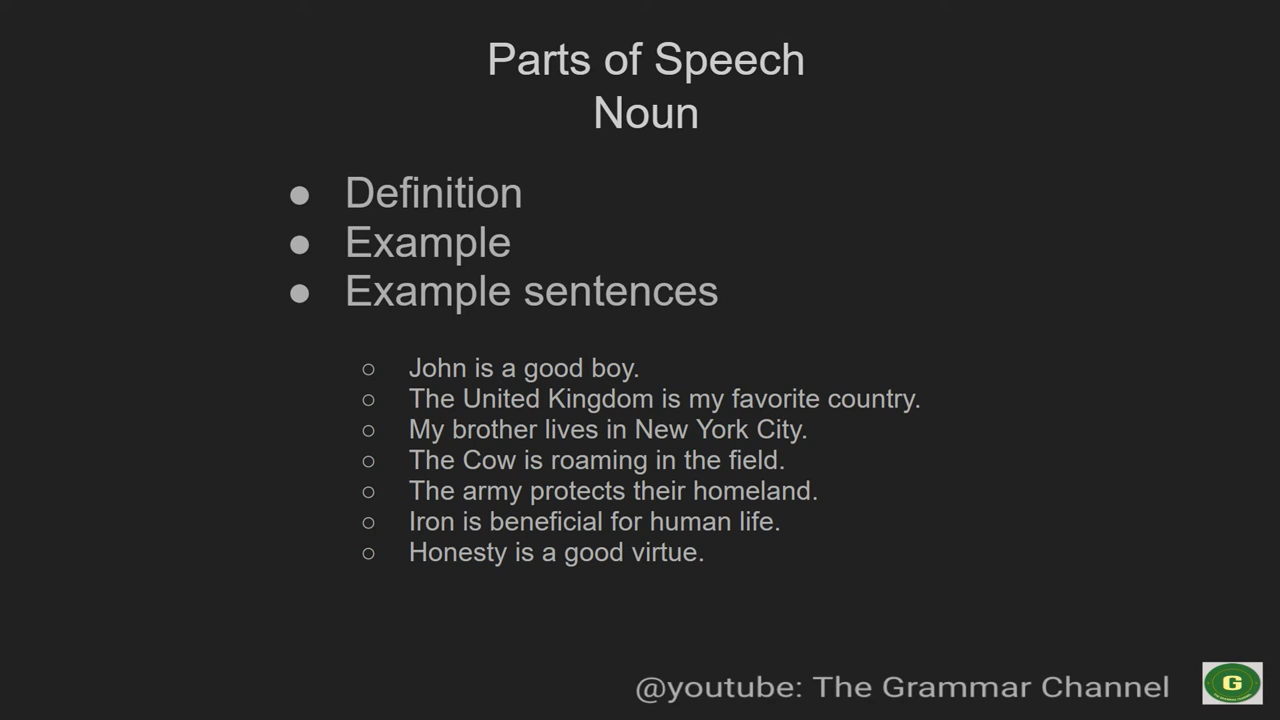 Parts of Speech
Noun
● Definition
● Example
● Example sentences
○ John is a good boy.
○ The United Kingdom is my favorite country.
○ My brother lives in New York City.
○ The Cow is roaming in the field.
○ The army protects their homeland.
○ Iron is beneficial for human life.
○ Honesty is a good virtue.
@youtube: The Grammar Channel
G